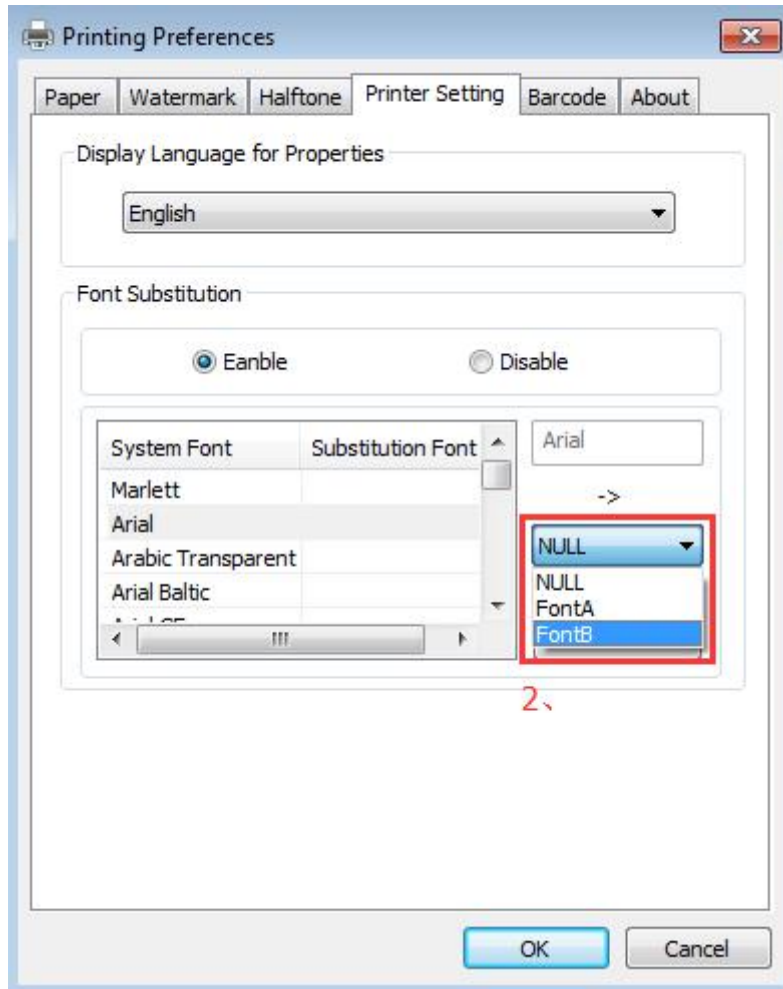 Printing Preferences
Paper Watermark Halftone Printer Setting Barcode About
Display Language for Properties
English
Font Substitution
Eanble Disable
System Font Substitution Font
Marlett
Arial
Arabic Transparent
Arial Baltic
Arial
->
NULL
NULL
FontA
FontB
2、
OK Cancel